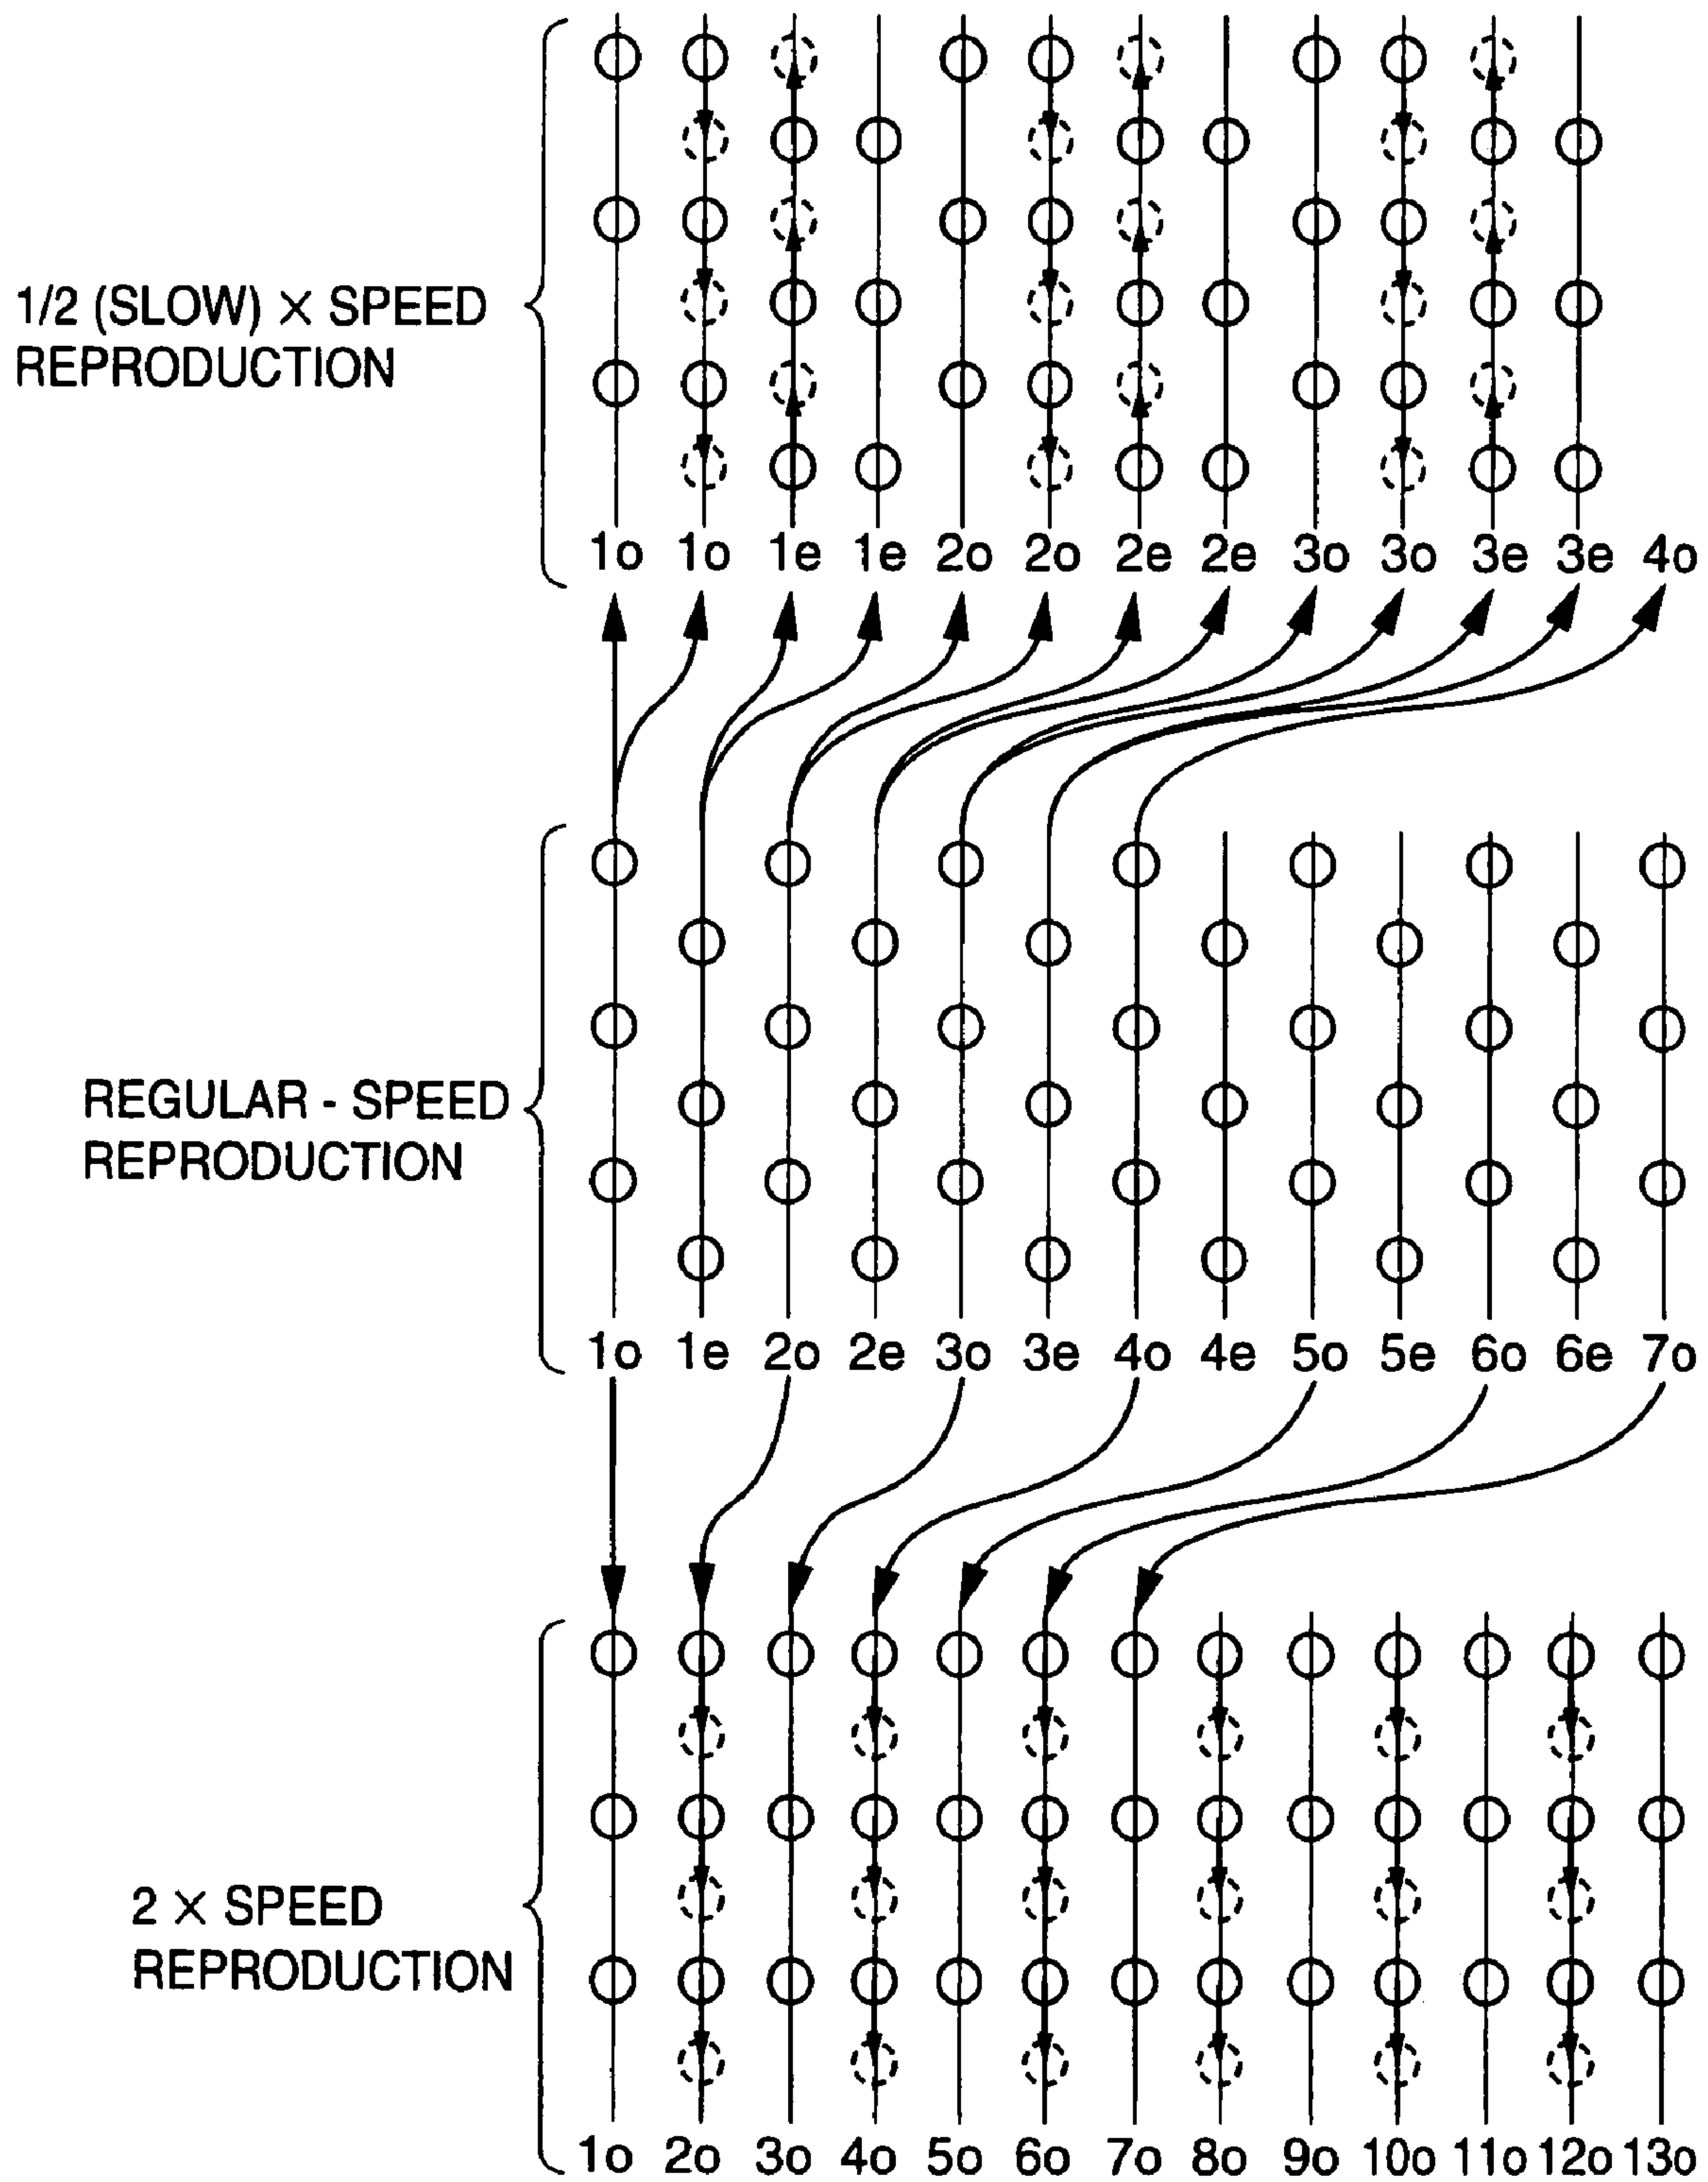 1/2 (SLOW) × SPEED
REPRODUCTION
1o 1o 1e 1e 2o 2o 2e 2e 3o 3o 3e 3e 4o
REGULAR - SPEED
REPRODUCTION
1o 1e 2o 2e 3o 3e 4o 4e 5o 5e 6o 6e 7o
2 × SPEED
REPRODUCTION
1o 2o 3o 4o 5o 6o 7o 8o 9o 10o 11o 12o 13o